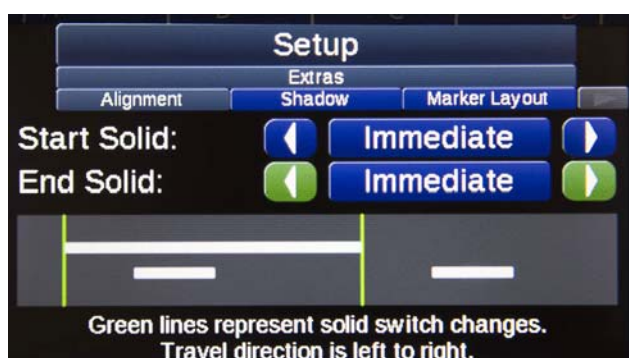 Setup
Extras
Alignment Shadow Marker Layout
Start Solid: Immediate
End Solid: Immediate
Green lines represent solid switch changes.
Travel direction is left to right.